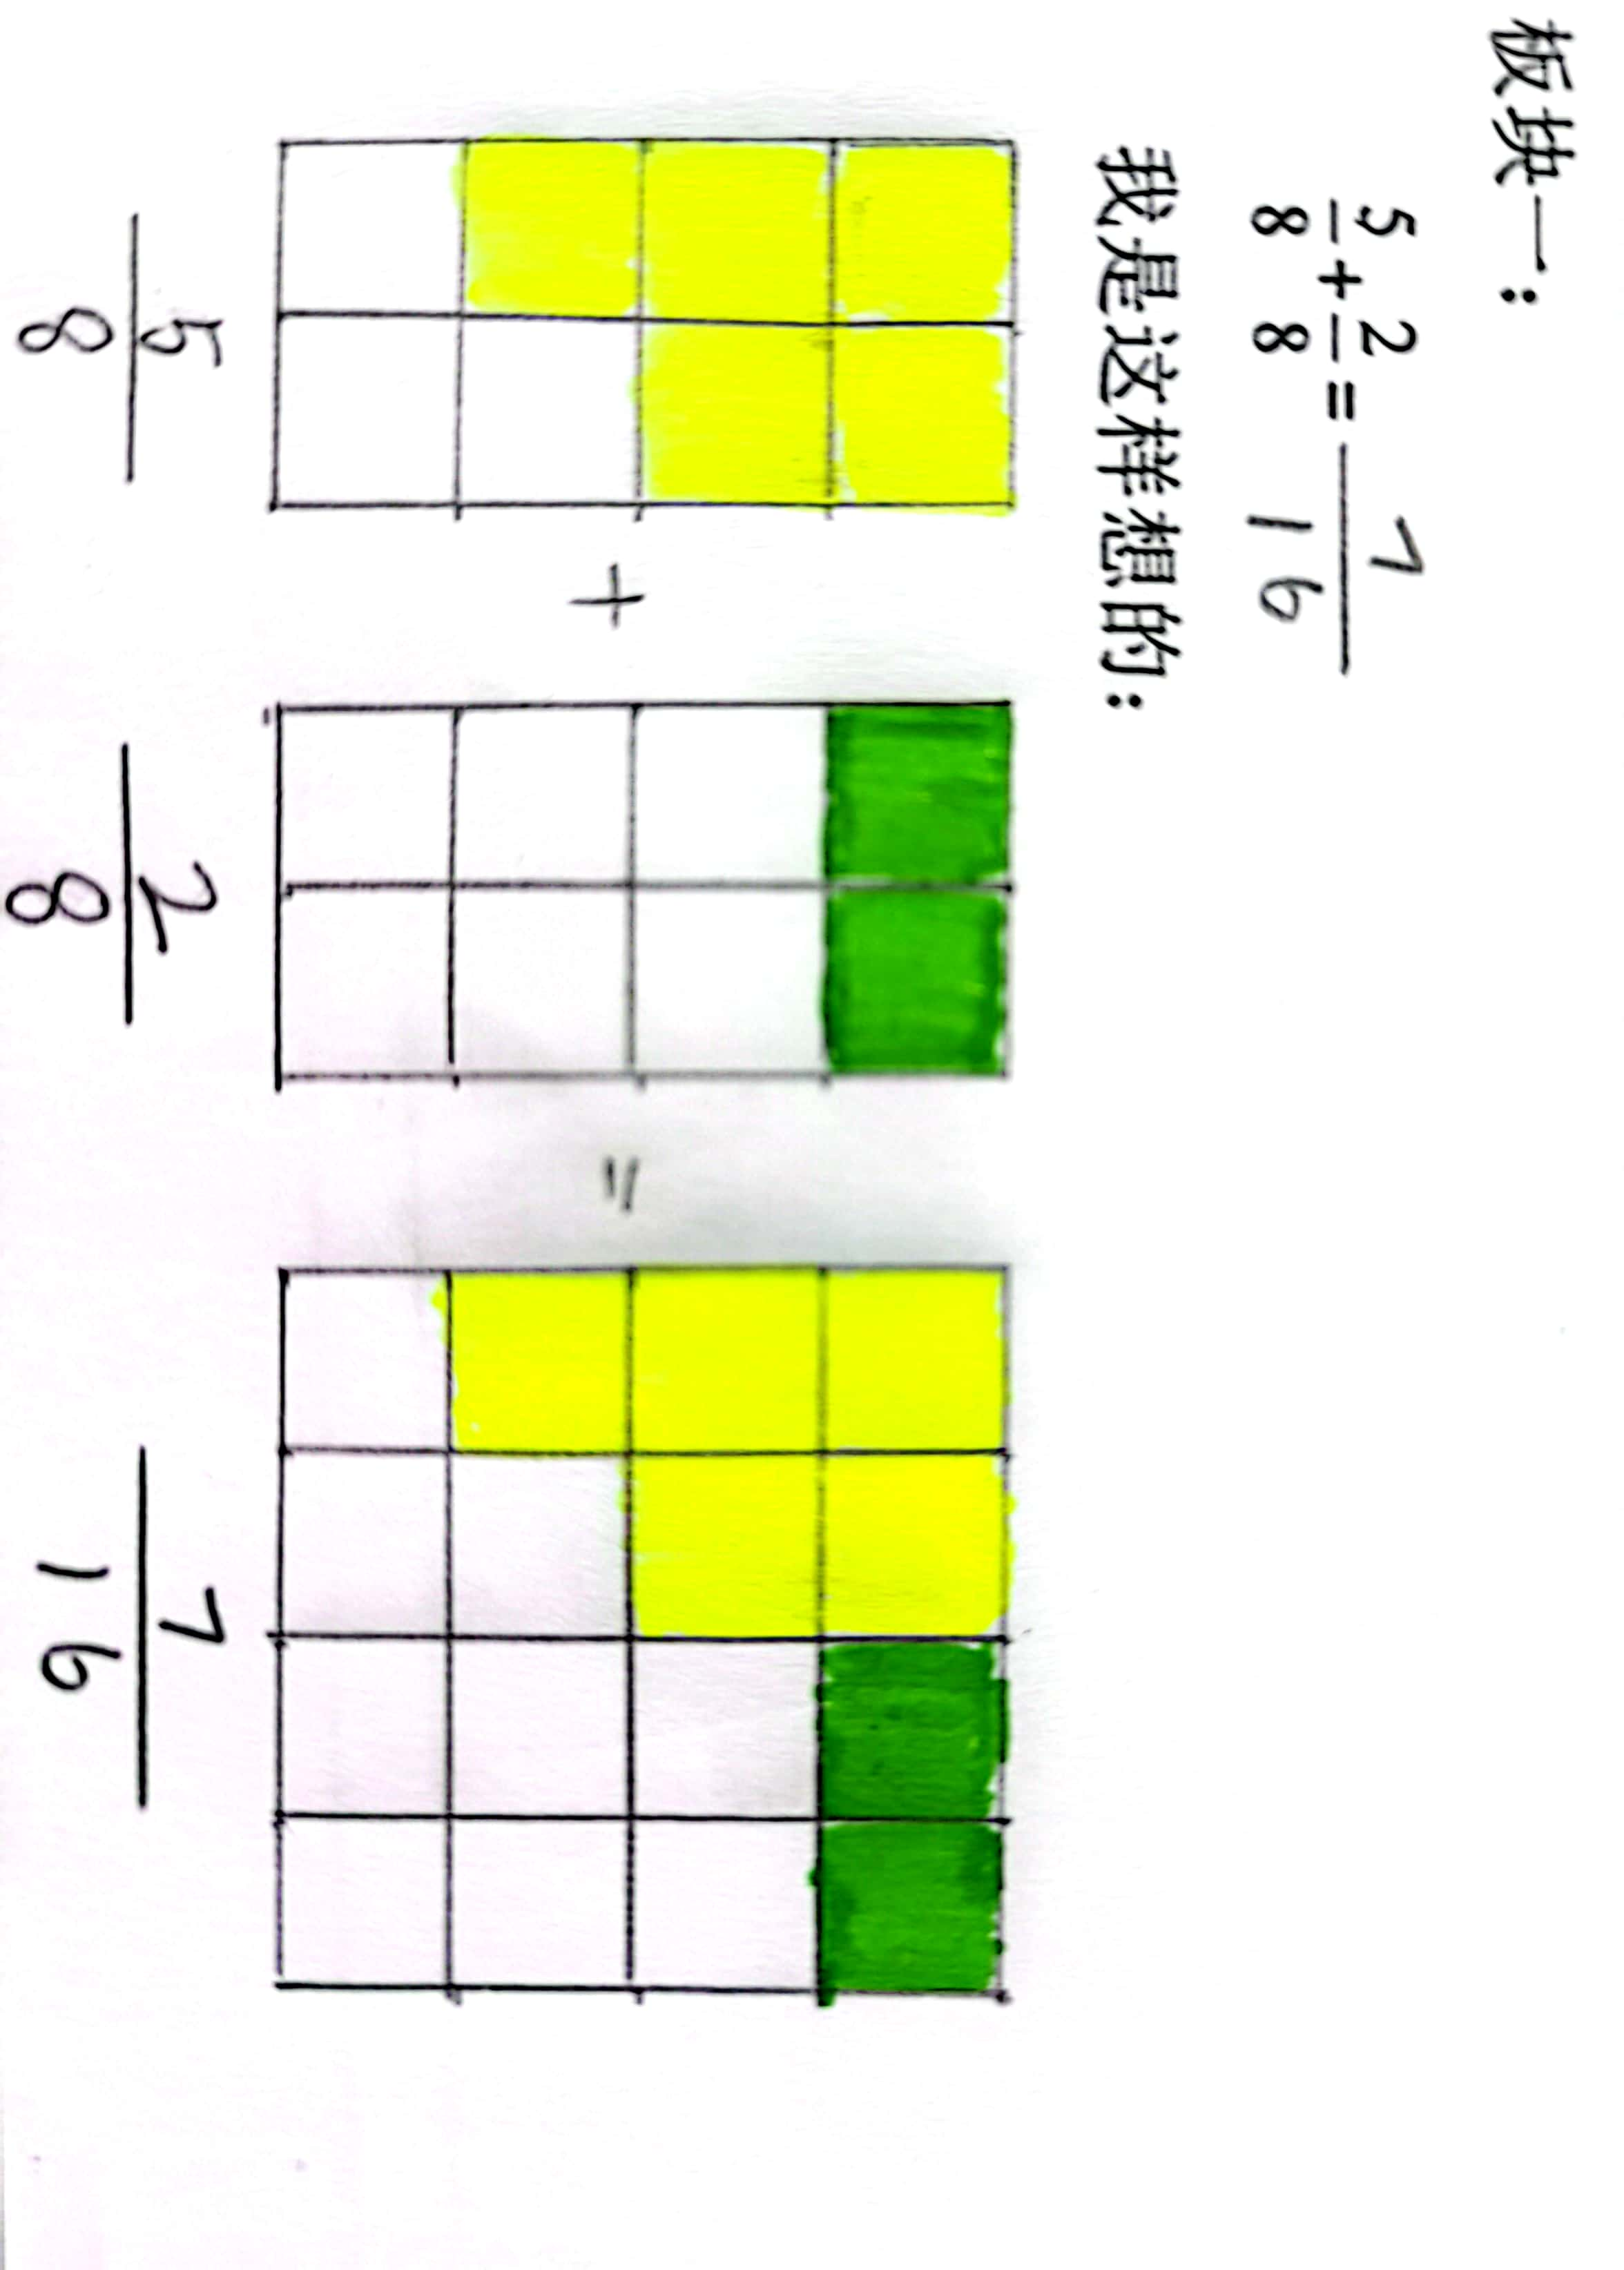 板块一：
5/8 + 2/8 = 7/16
我是这样想的：
+ =
5/8 2/8 7/16